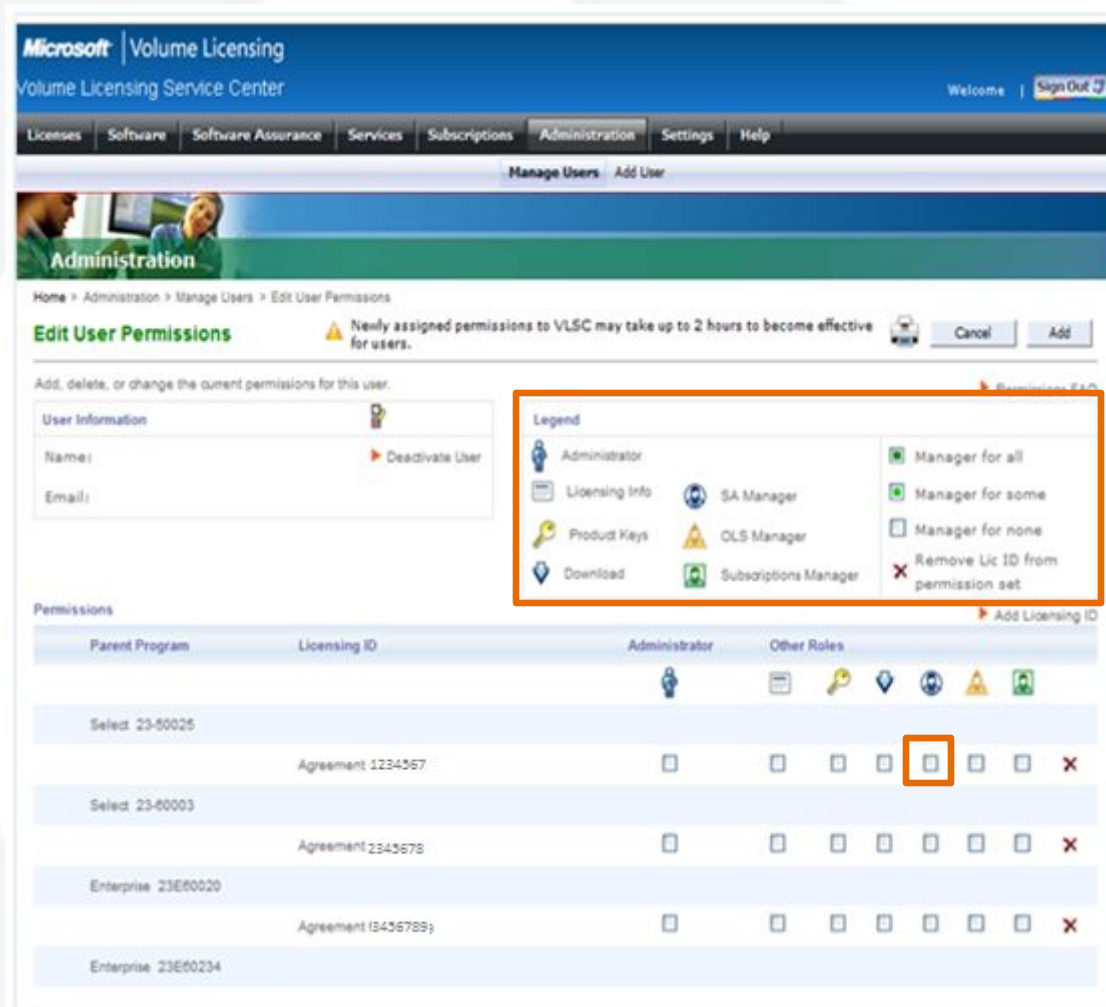 Microsoft | Volume Licensing
Volume Licensing Service Center
Welcome | Sign Out
Licenses Software Software Assurance Services Subscriptions Administration Settings Help
Manage Users Add User
Administration
Home > Administration > Manage Users > Edit User Permissions
Edit User Permissions
Newly assigned permissions to VLSC may take up to 2 hours to become effective
for users.
Cancel Add
Add, delete, or change the current permissions for this user.
Permissions FAQ
User Information
Name:
Deactivate User
Email:
Legend
Administrator
Licensing Info
Product Keys
Download
SA Manager
OLS Manager
Subscriptions Manager
Manager for all
Manager for some
Manager for none
Remove Lic ID from
permission set
Permissions
Add Licensing ID
Parent Program Licensing ID Administrator Other Roles
Select 23-50025
Agreement 1234567
Select 23-60003
Agreement 2345678
Enterprise 23E60020
Agreement (3456789)
Enterprise 23E60234